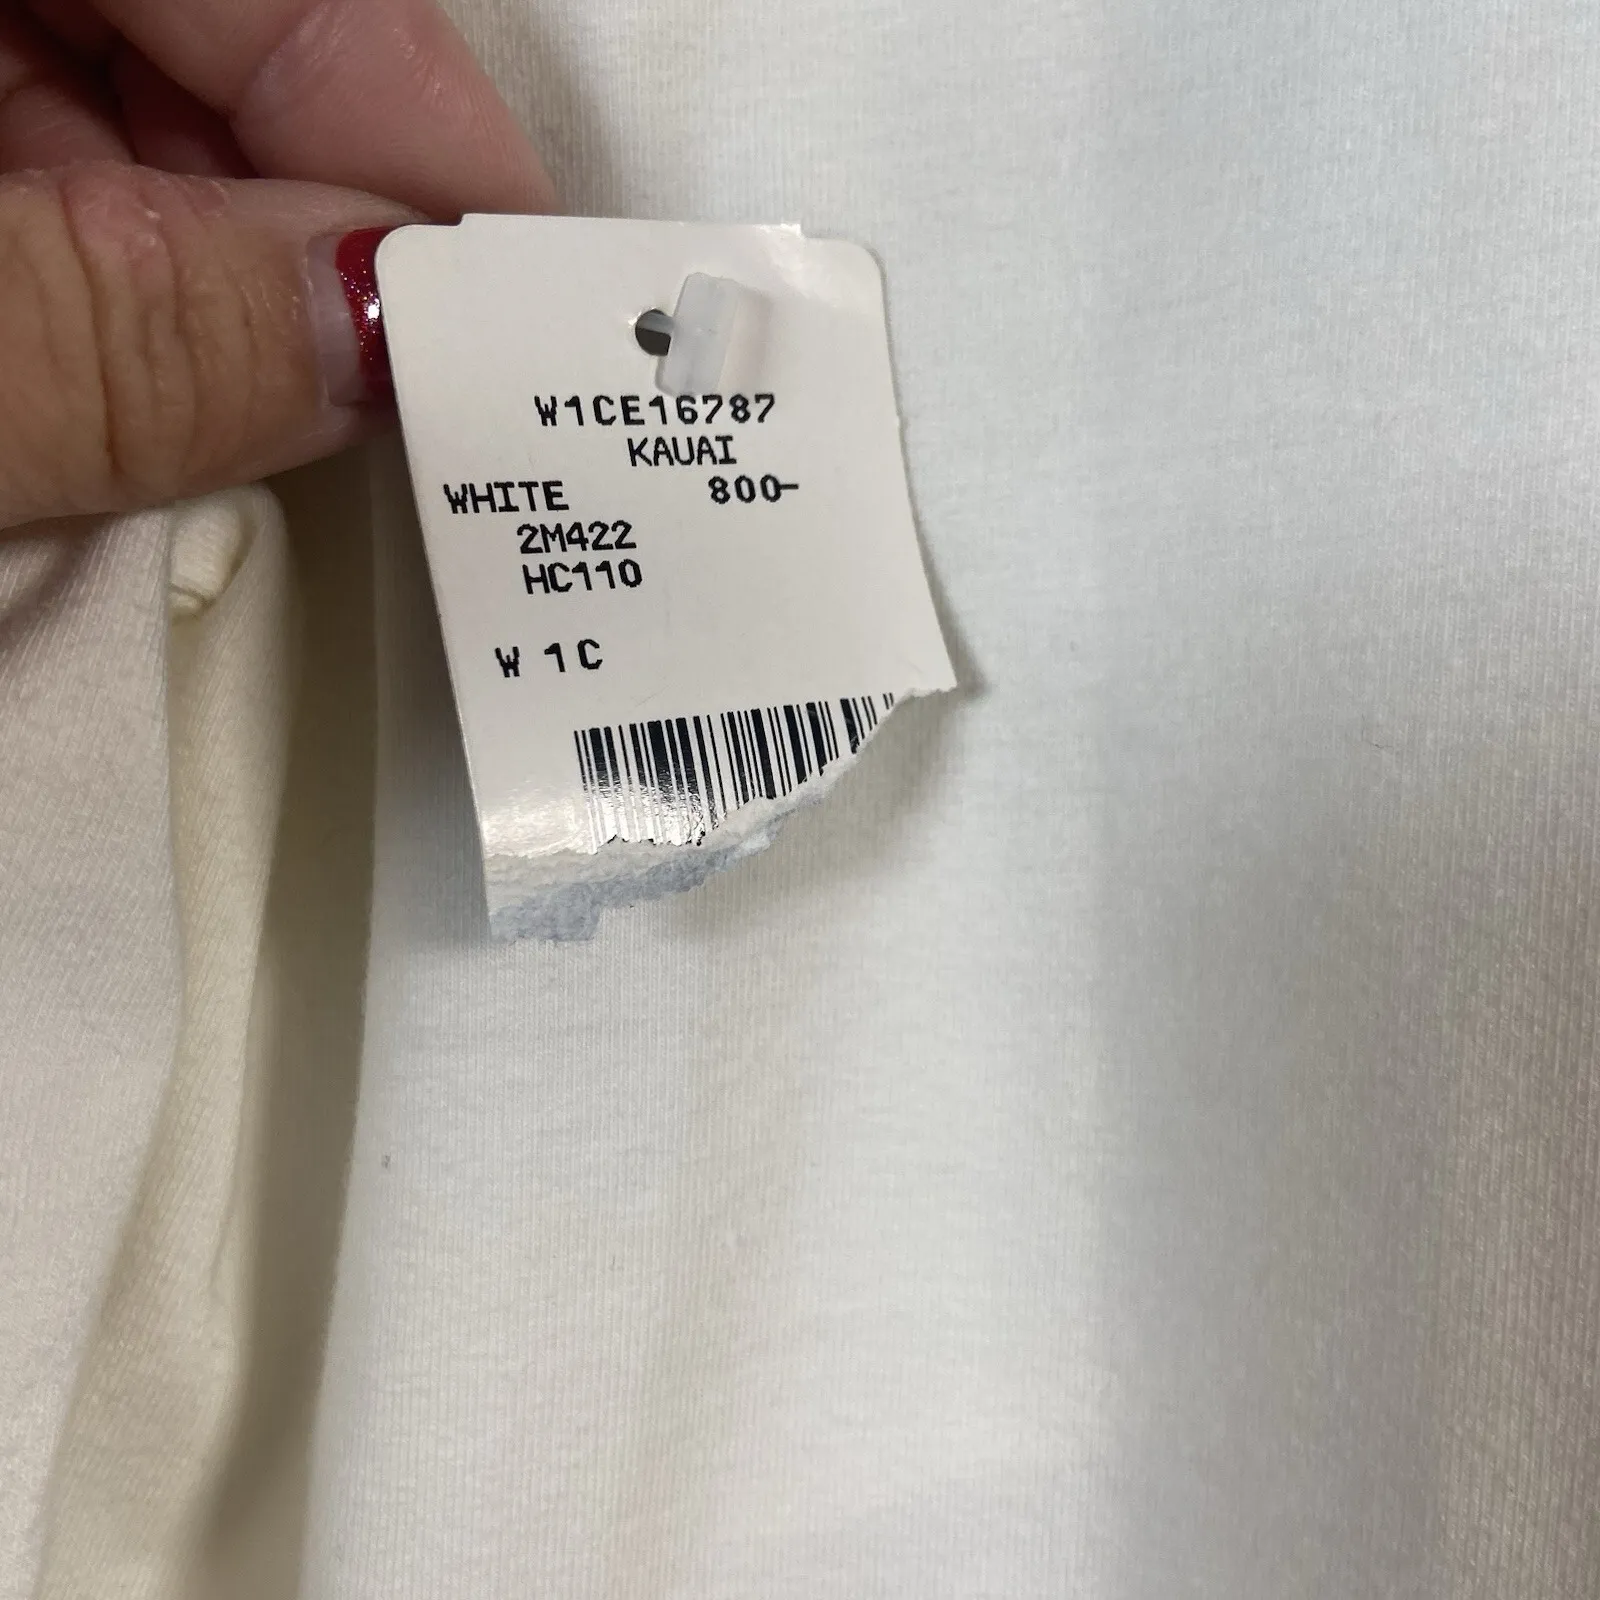 W1CE16787
KAUAI
WHITE 800-
2M422
HC110
W 1C